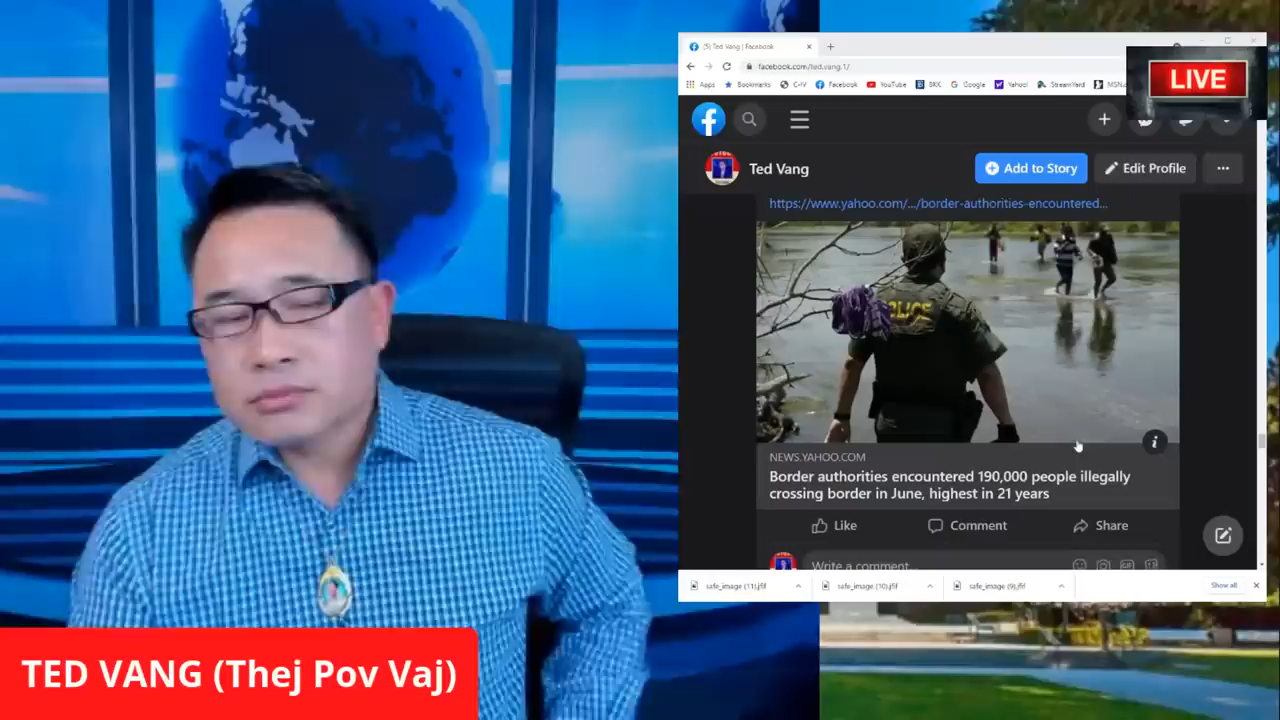 (5) Ted Vang | Facebook
facebook.com/ted.vang.1/
Apps Bookmarks C-IV Facebook YouTube BKK Google Yahoo! StreamYard
LIVE
Ted Vang
Add to Story
Edit Profile
https://www.yahoo.com/.../border-authorities-encountered...
NEWS.YAHOO.COM
Border authorities encountered 190,000 people illegally
crossing border in June, highest in 21 years
Like Comment Share
Write a comment...
safe_image (11).jfif safe_image (10).jfif safe_image (9).jfif Show all
TED VANG (Thej Pov Vaj)